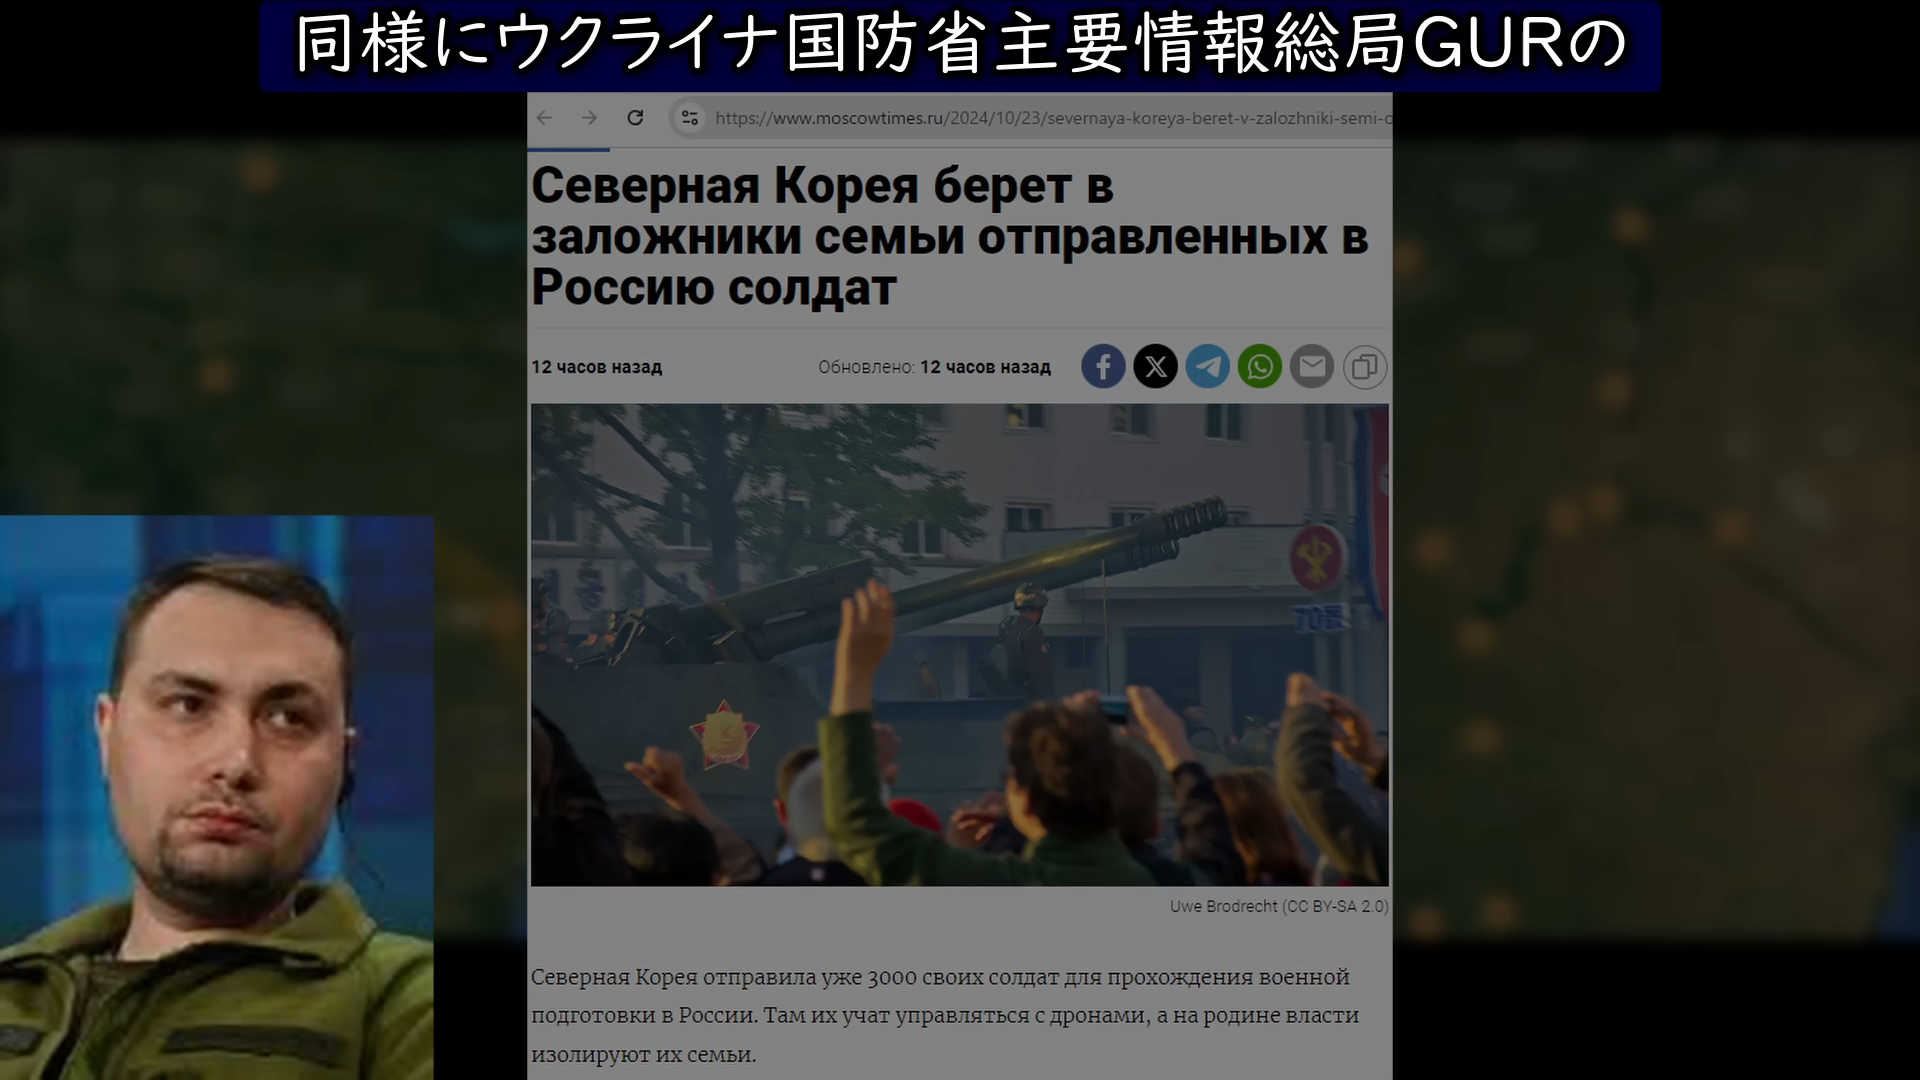 同様にウクライナ国防省主要情報総局GURの
https://www.moscowtimes.ru/2024/10/23/severnaya-koreya-beret-v-zalozhniki-semi-o
Северная Корея берет в
заложники семьи отправленных в
Россию солдат
12 часов назад
Обновлено: 12 часов назад
70
Uwe Brodrecht (CC BY-SA 2.0)
Северная Корея отправила уже 3000 своих солдат для прохождения военной
подготовки в России. Там их учат управляться с дронами, а на родине власти
изолируют их семьи.